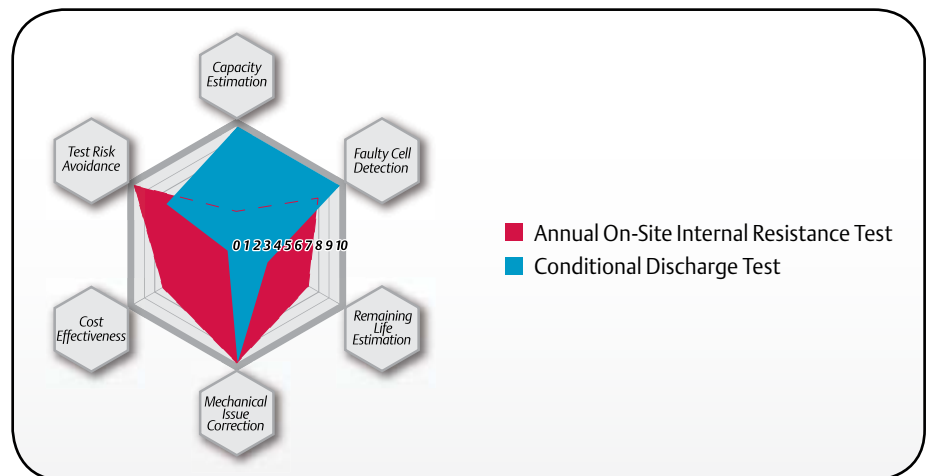 Capacity
Estimation
Test Risk
Avoidance
Faulty Cell
Detection
0 1 2 3 4 5 6 7 8 9 10
Annual On-Site Internal Resistance Test
Conditional Discharge Test
Cost
Effectiveness
Remaining
Life
Estimation
Mechanical
Issue
Correction